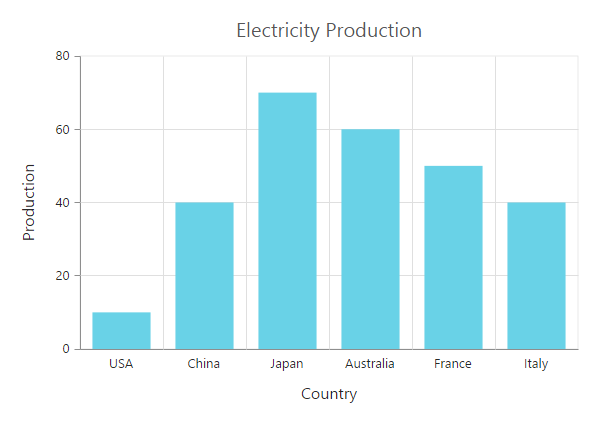 Electricity Production
80
60
40
20
0
Production
USA China Japan Australia France Italy
Country